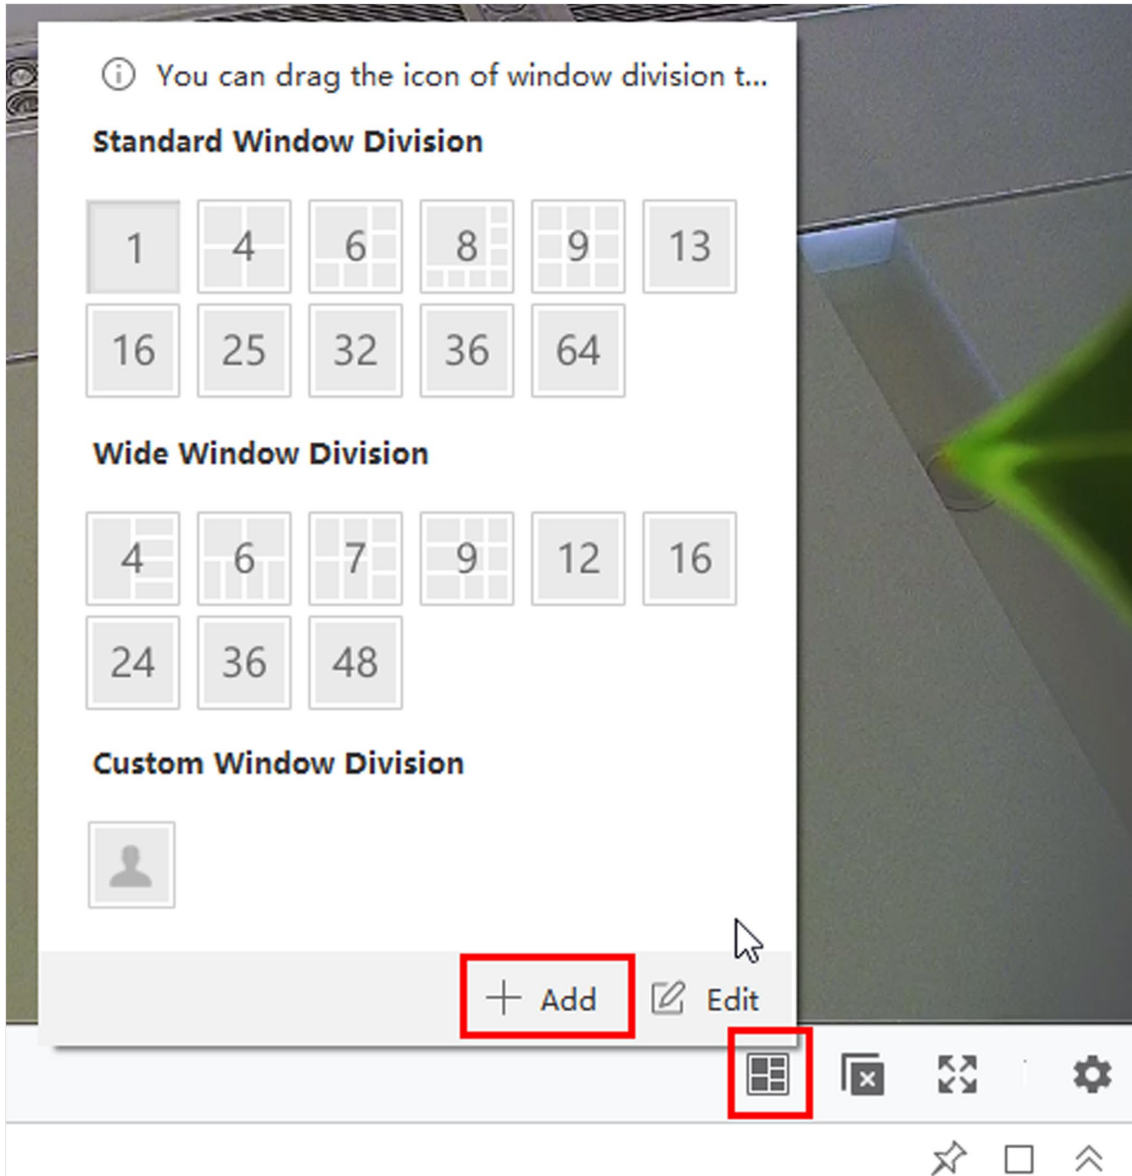 You can drag the icon of window division t...
Standard Window Division
1 4 6 8 9 13
16 25 32 36 64
Wide Window Division
4 6 7 9 12 16
24 36 48
Custom Window Division
Add Edit